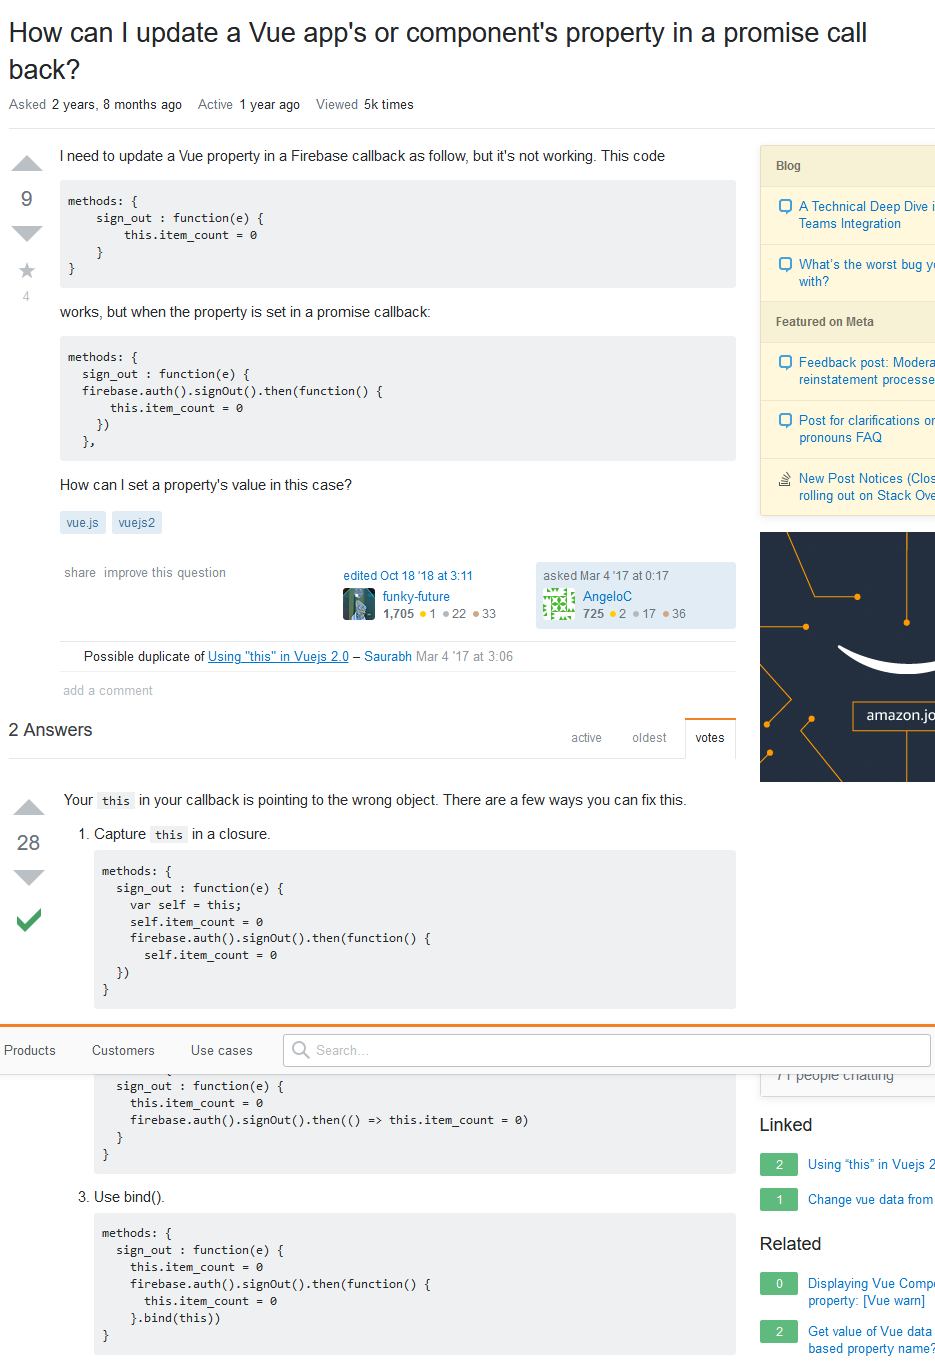 How can I update a Vue app's or component's property in a promise call
back?
Asked 2 years, 8 months ago Active 1 year ago Viewed 5k times
I need to update a Vue property in a Firebase callback as follow, but it's not working. This code
9
methods: {
sign_out : function(e) {
this.item_count = 0
}
}
4
works, but when the property is set in a promise callback:
methods: {
sign_out : function(e) {
firebase.auth().signOut().then(function() {
this.item_count = 0
})
},
How can I set a property's value in this case?
vue.js vuejs2
share improve this question
edited Oct 18 '18 at 3:11
funky-future
1,705 1 22 33
asked Mar 4 '17 at 0:17
AngeloC
725 2 17 36
Possible duplicate of Using "this" in Vuejs 2.0 – Saurabh Mar 4 '17 at 3:06
add a comment
2 Answers
active oldest votes
Your this in your callback is pointing to the wrong object. There are a few ways you can fix this.
28
1. Capture this in a closure.
methods: {
sign_out : function(e) {
var self = this;
self.item_count = 0
firebase.auth().signOut().then(function() {
self.item_count = 0
})
}
Products Customers Use cases Search...
sign_out : function(e) {
this.item_count = 0
firebase.auth().signOut().then(() => this.item_count = 0)
}
}
3. Use bind().
methods: {
sign_out : function(e) {
this.item_count = 0
firebase.auth().signOut().then(function() {
this.item_count = 0
}.bind(this))
}
Blog
A Technical Deep Dive
Teams Integration
What's the worst bug
with?
Featured on Meta
Feedback post:
reinstatement
Post for clarifications
pronouns FAQ
New Post Notices
rolling out on Stack
amazon.jo
71 people chatting
Linked
2 Using “this” in Vuejs
1 Change vue data from
Related
0 Displaying Vue
property: [Vue warn]
2 Get value of Vue data
based property name?